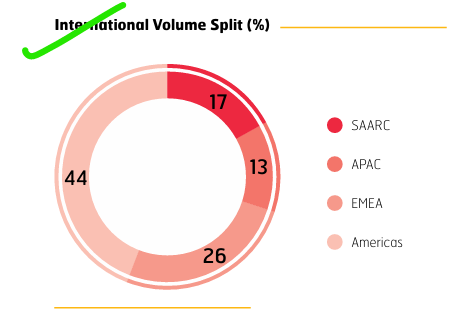 International Volume Split (%)
17
SAARC
13
APAC
EMEA
44
26
Americas